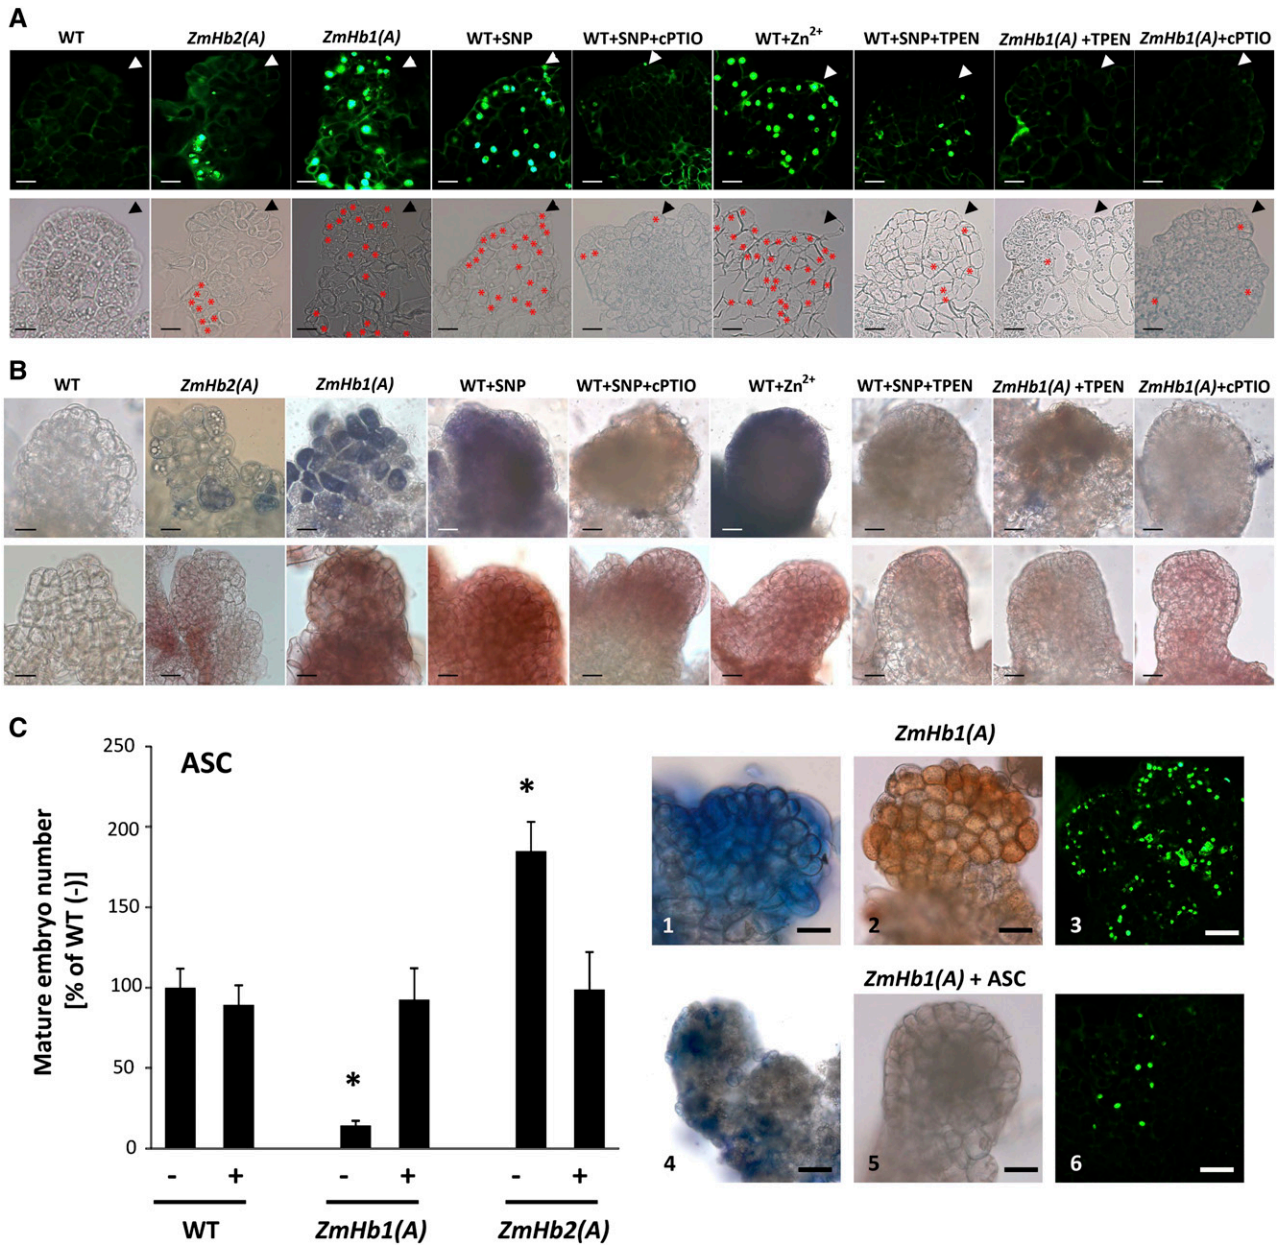 A
WT
ZmHb2(A)
ZmHb1(A)
WT+SNP
WT+SNP+cPTIO
WT+Zn²⁺
WT+SNP+TPEN
ZmHb1(A) +TPEN
ZmHb1(A)+cPTIO
B
WT
ZmHb2(A)
ZmHb1(A)
WT+SNP
WT+SNP+cPTIO
WT+Zn²⁺
WT+SNP+TPEN
ZmHb1(A) +TPEN
ZmHb1(A)+cPTIO
C
ASC
Mature embryo number
[% of WT (-)]
250
200
150
100
50
0
*
*
- + - + - +
WT
ZmHb1(A)
ZmHb2(A)
ZmHb1(A)
1
2
3
ZmHb1(A) + ASC
4
5
6